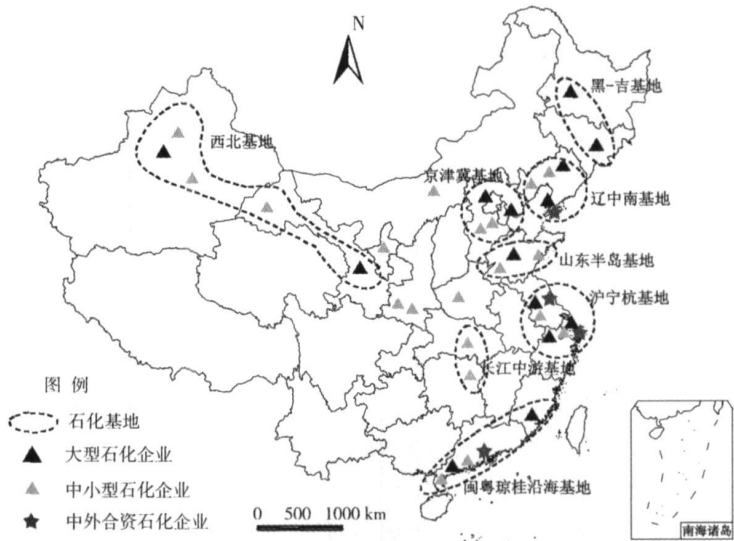 N
黑-吉基地
西北基地
京津冀基地
辽中南基地
山东半岛基地
沪宁杭基地
长江中游基地
闽粤琼桂沿海基地
图 例
石化基地
大型石化企业
中小型石化企业
中外合资石化企业
0 500 1000 km
南海诸岛